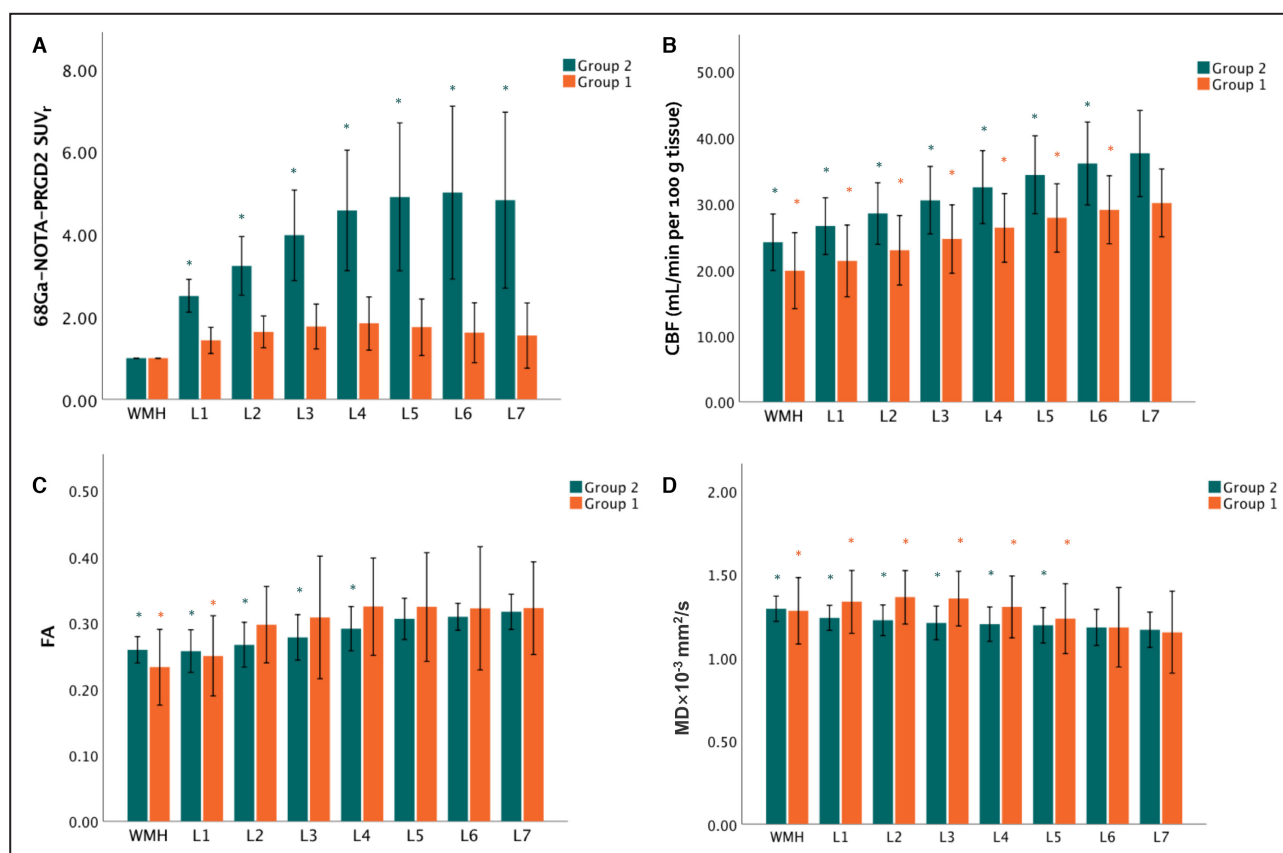 A
68Ga-NOTA-PRGD2 SUVr
8.00
6.00
4.00
2.00
0.00
WMH L1 L2 L3 L4 L5 L6 L7
* * * * * * *
Group 2
Group 1
B
CBF (mL/min per 100 g tissue)
50.00
40.00
30.00
20.00
10.00
0.00
WMH L1 L2 L3 L4 L5 L6 L7
* * * * * * *
* * * * * * *
Group 2
Group 1
C
FA
0.50
0.40
0.30
0.20
0.10
0.00
WMH L1 L2 L3 L4 L5 L6 L7
* * * * *
* *
Group 2
Group 1
D
MD×10-3 mm2/s
2.00
1.50
1.00
0.50
0.00
WMH L1 L2 L3 L4 L5 L6 L7
* * * * * *
* * * * * *
Group 2
Group 1